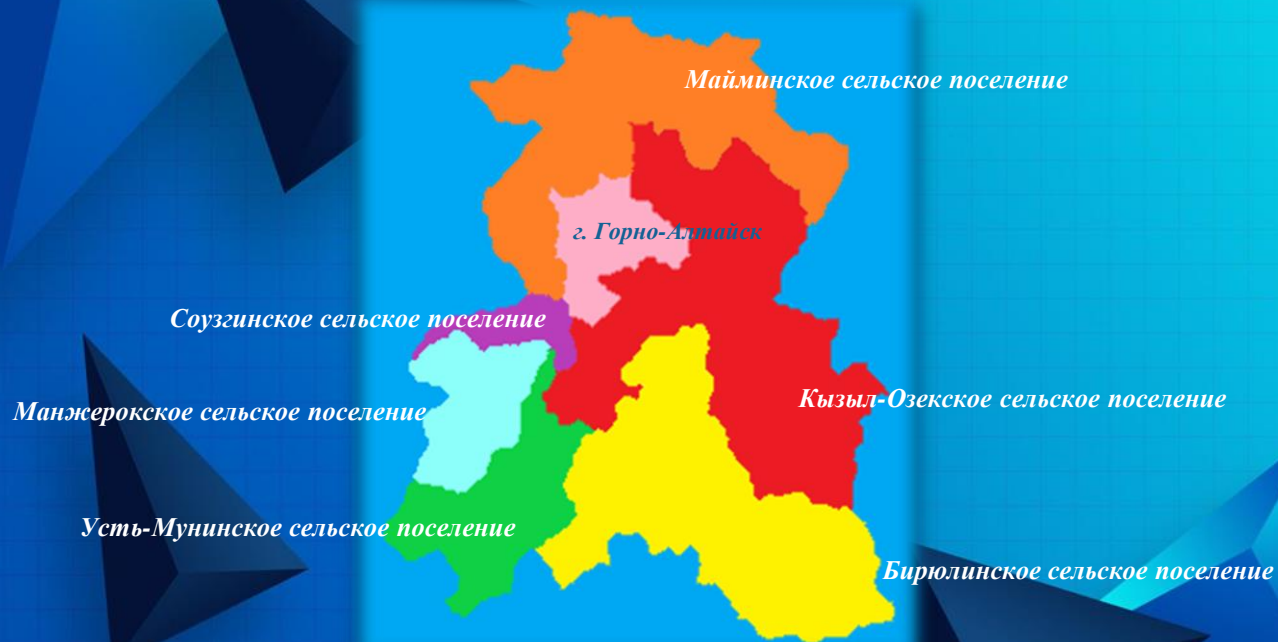 Майминское сельское поселение
г. Горно-Алтайск
Соузгинское сельское поселение
Манжерокское сельское поселение
Кызыл-Озекское сельское поселение
Усть-Мунинское сельское поселение
Бирюлинское сельское поселение